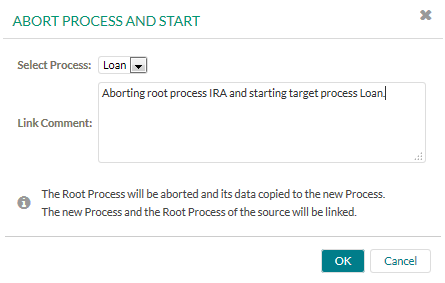 ABORT PROCESS AND START
Select Process: Loan
Aborting root process IRA and starting target process Loan.
Link Comment:
The Root Process will be aborted and its data copied to the new Process.
The new Process and the Root Process of the source will be linked.
OK Cancel